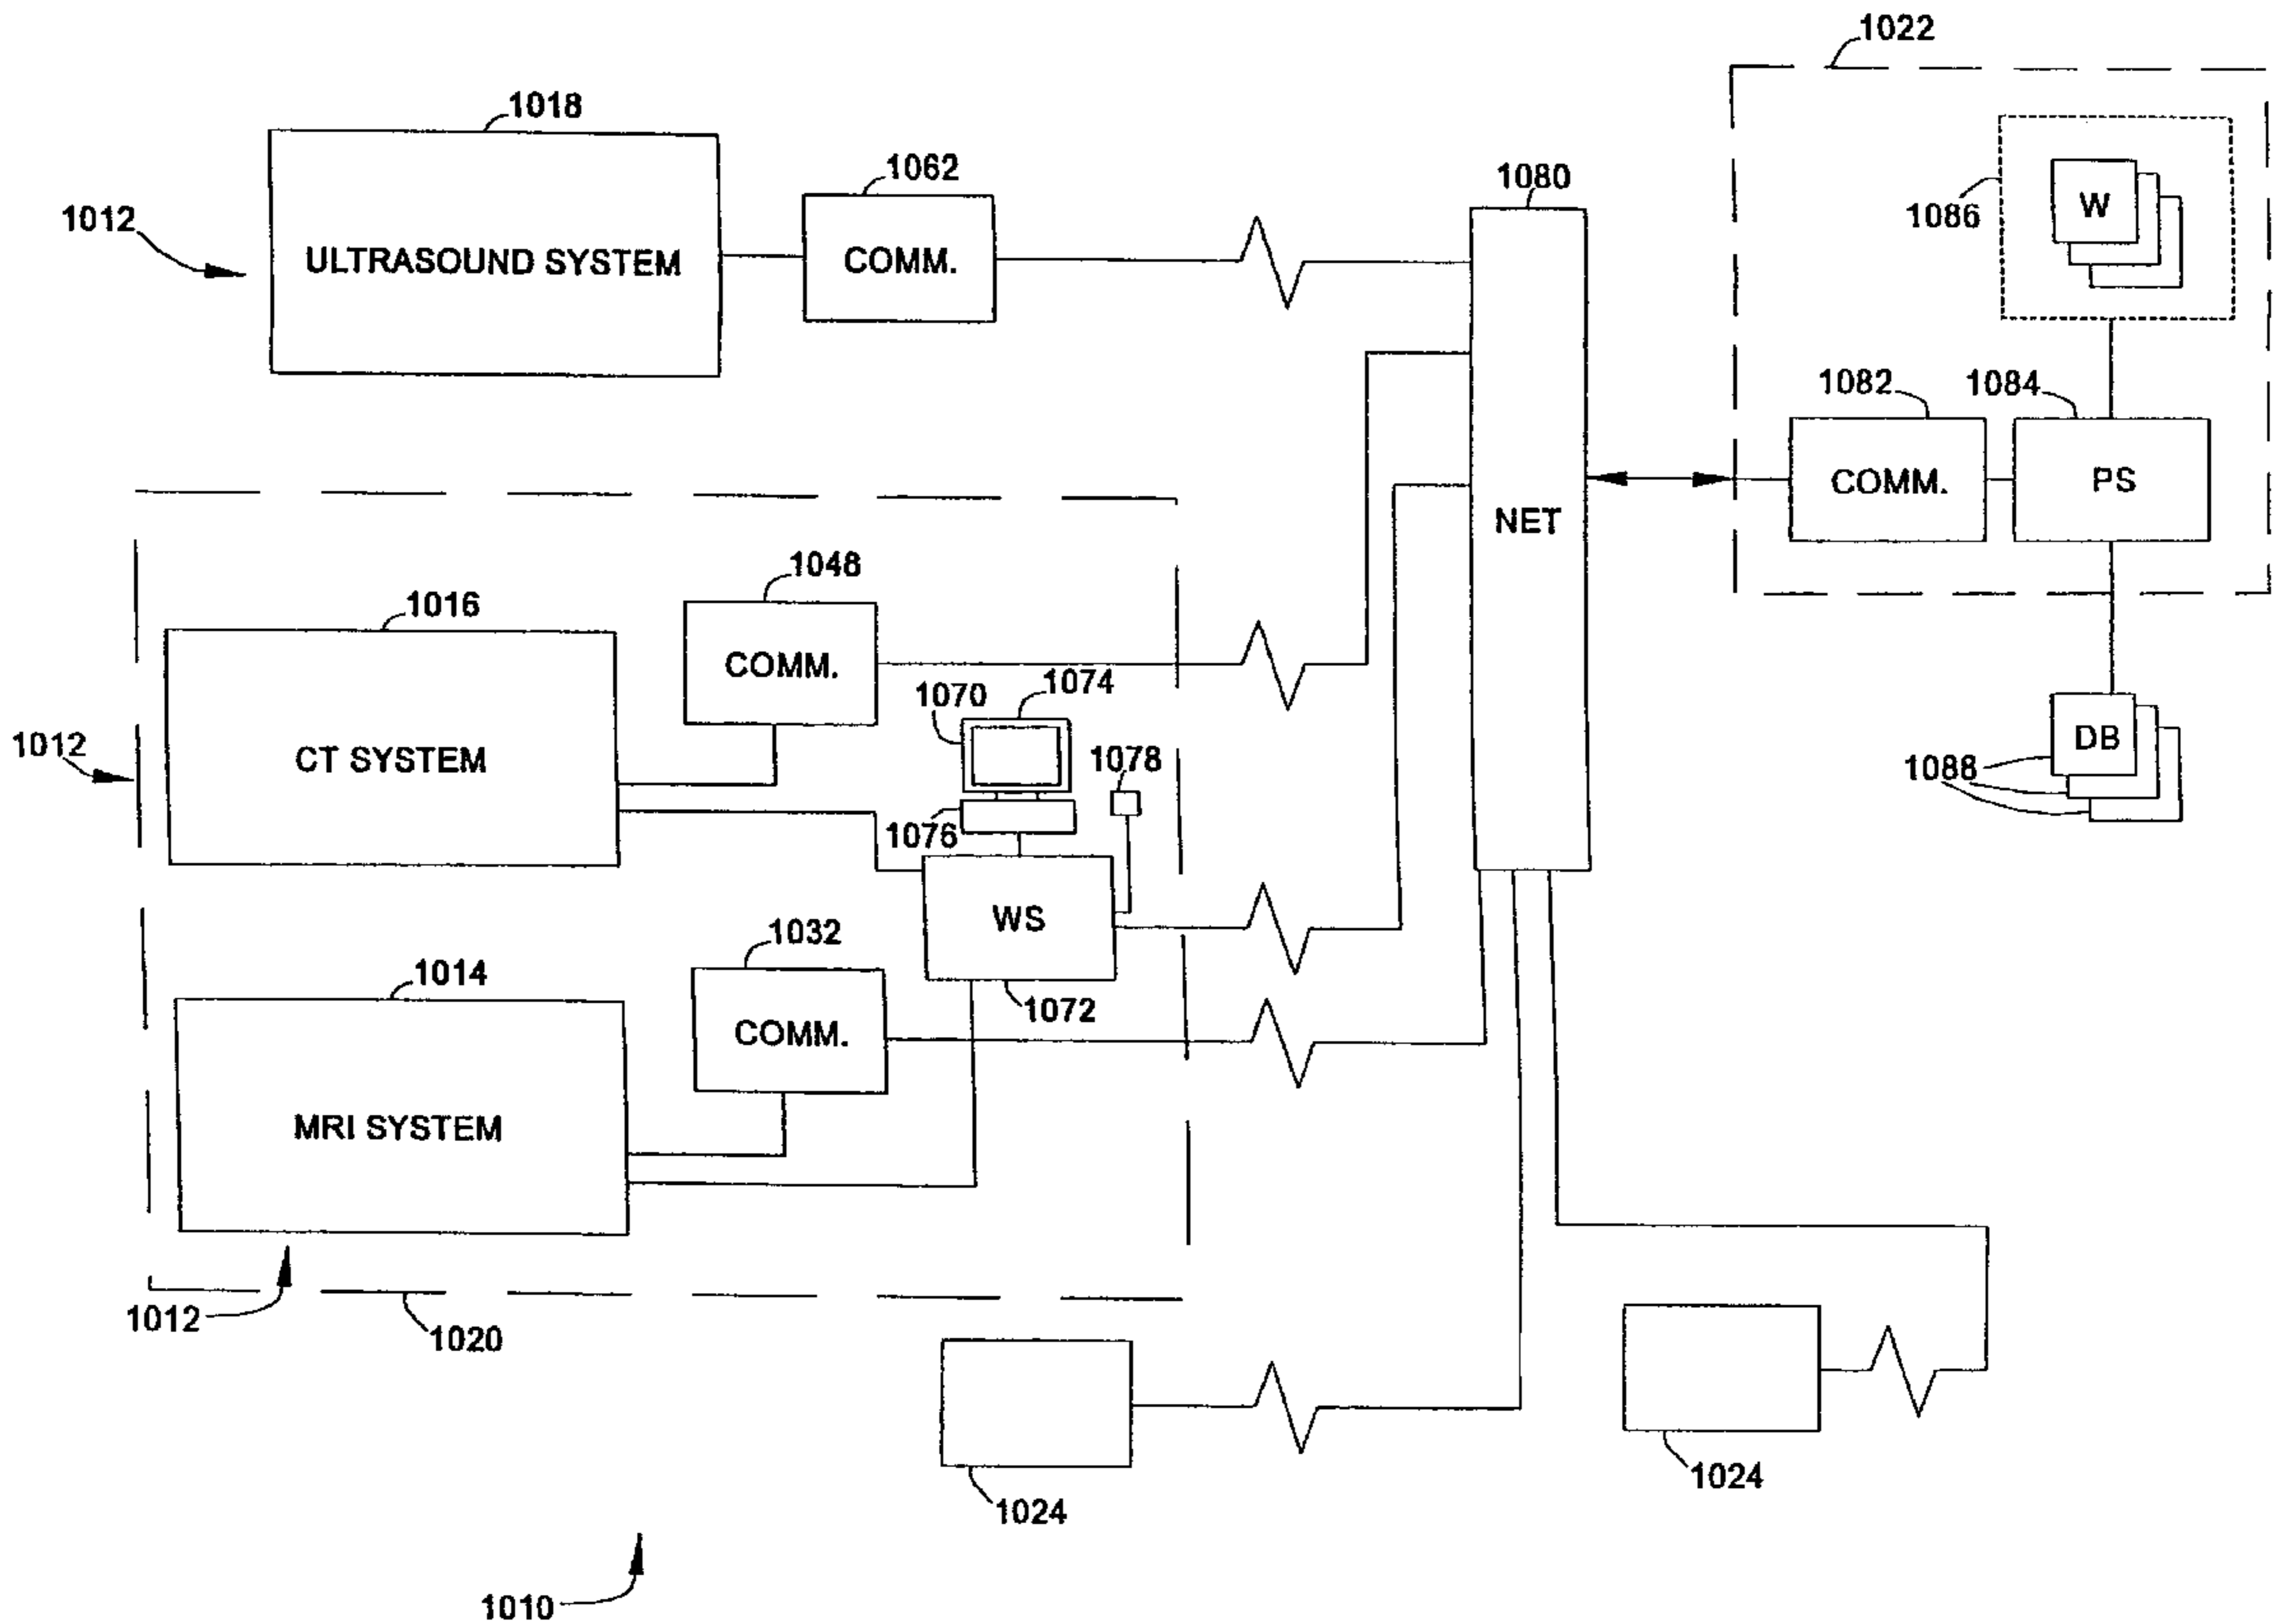 1022
1018
1062
1080
1086
W
1012
ULTRASOUND SYSTEM
COMM.
1082
1084
COMM.
PS
NET
1048
1016
COMM.
1070
1074
1078
DB
1088
1012
CT SYSTEM
1076
WS
1032
1014
1072
COMM.
MRI SYSTEM
1012
1020
1024
1024
1010